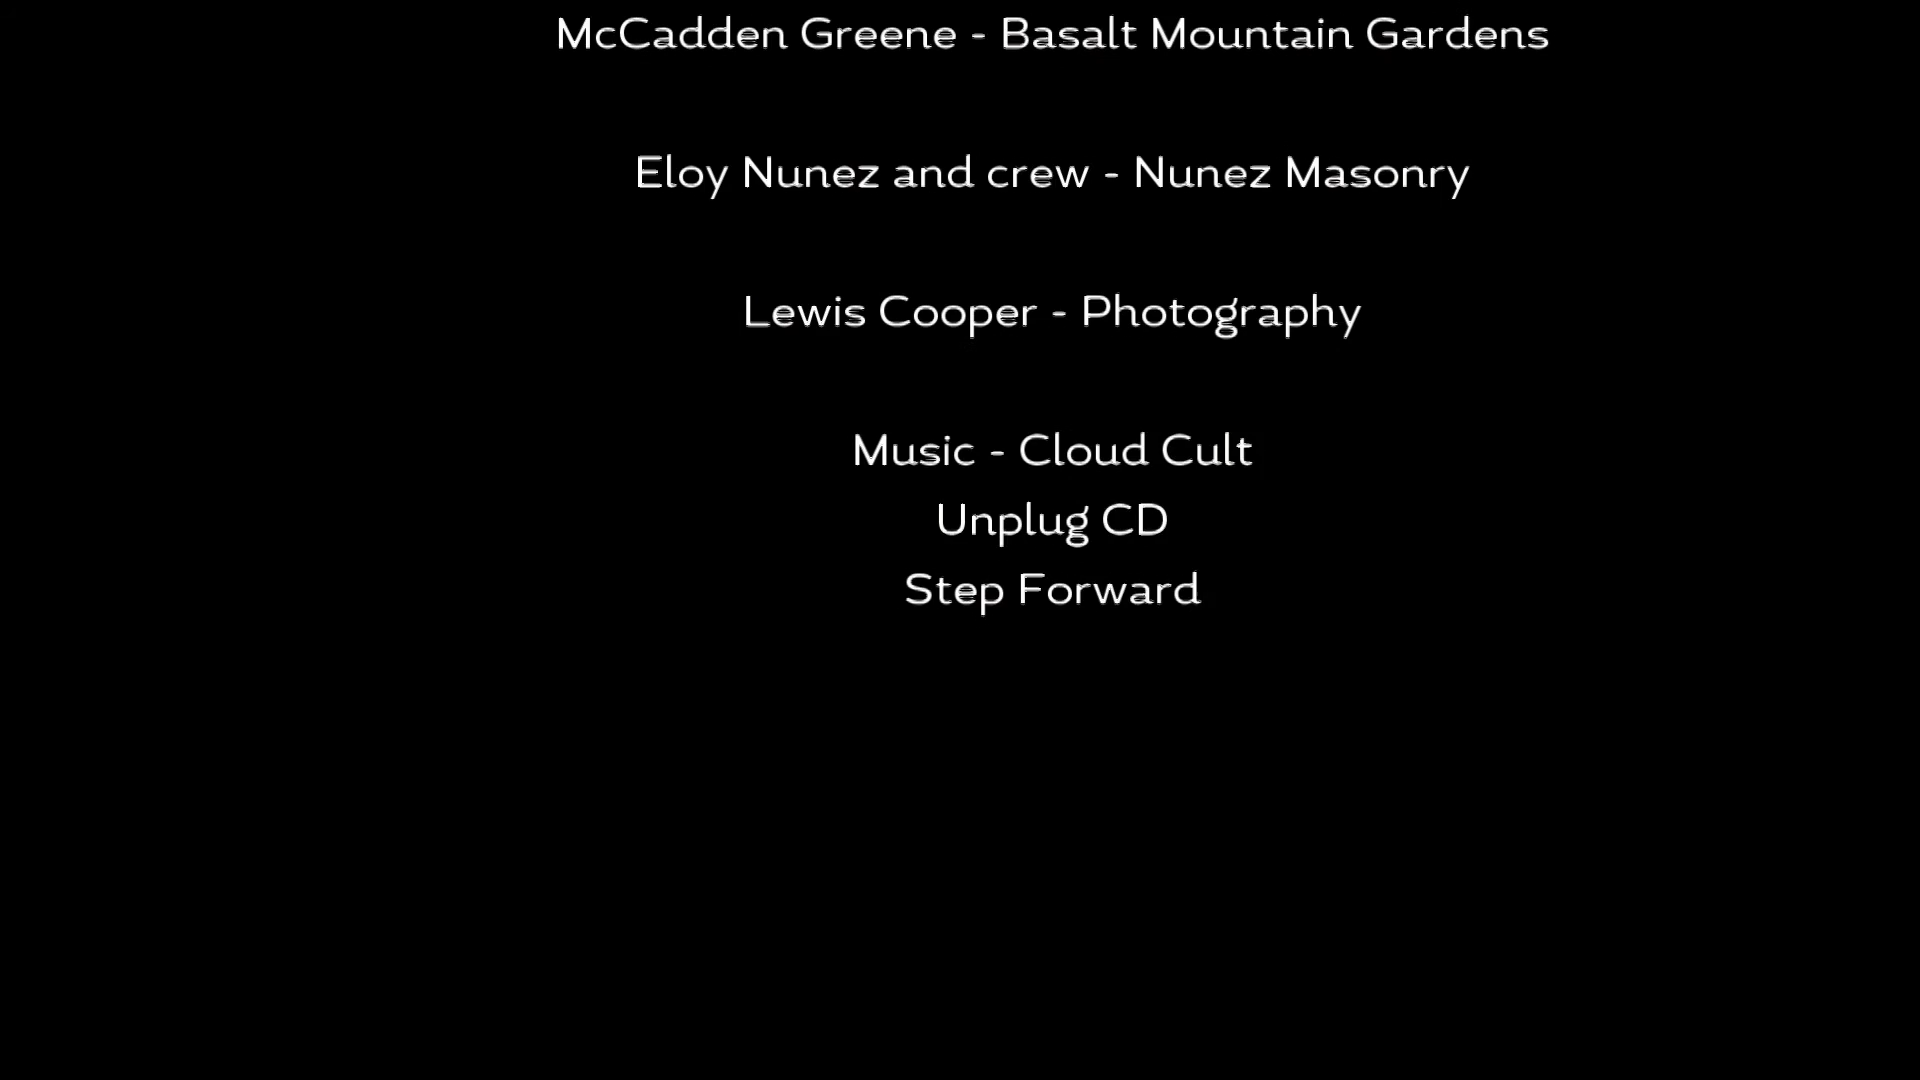 McCadden Greene - Basalt Mountain Gardens
Eloy Nunez and crew - Nunez Masonry
Lewis Cooper - Photography
Music - Cloud Cult
Unplug CD
Step Forward